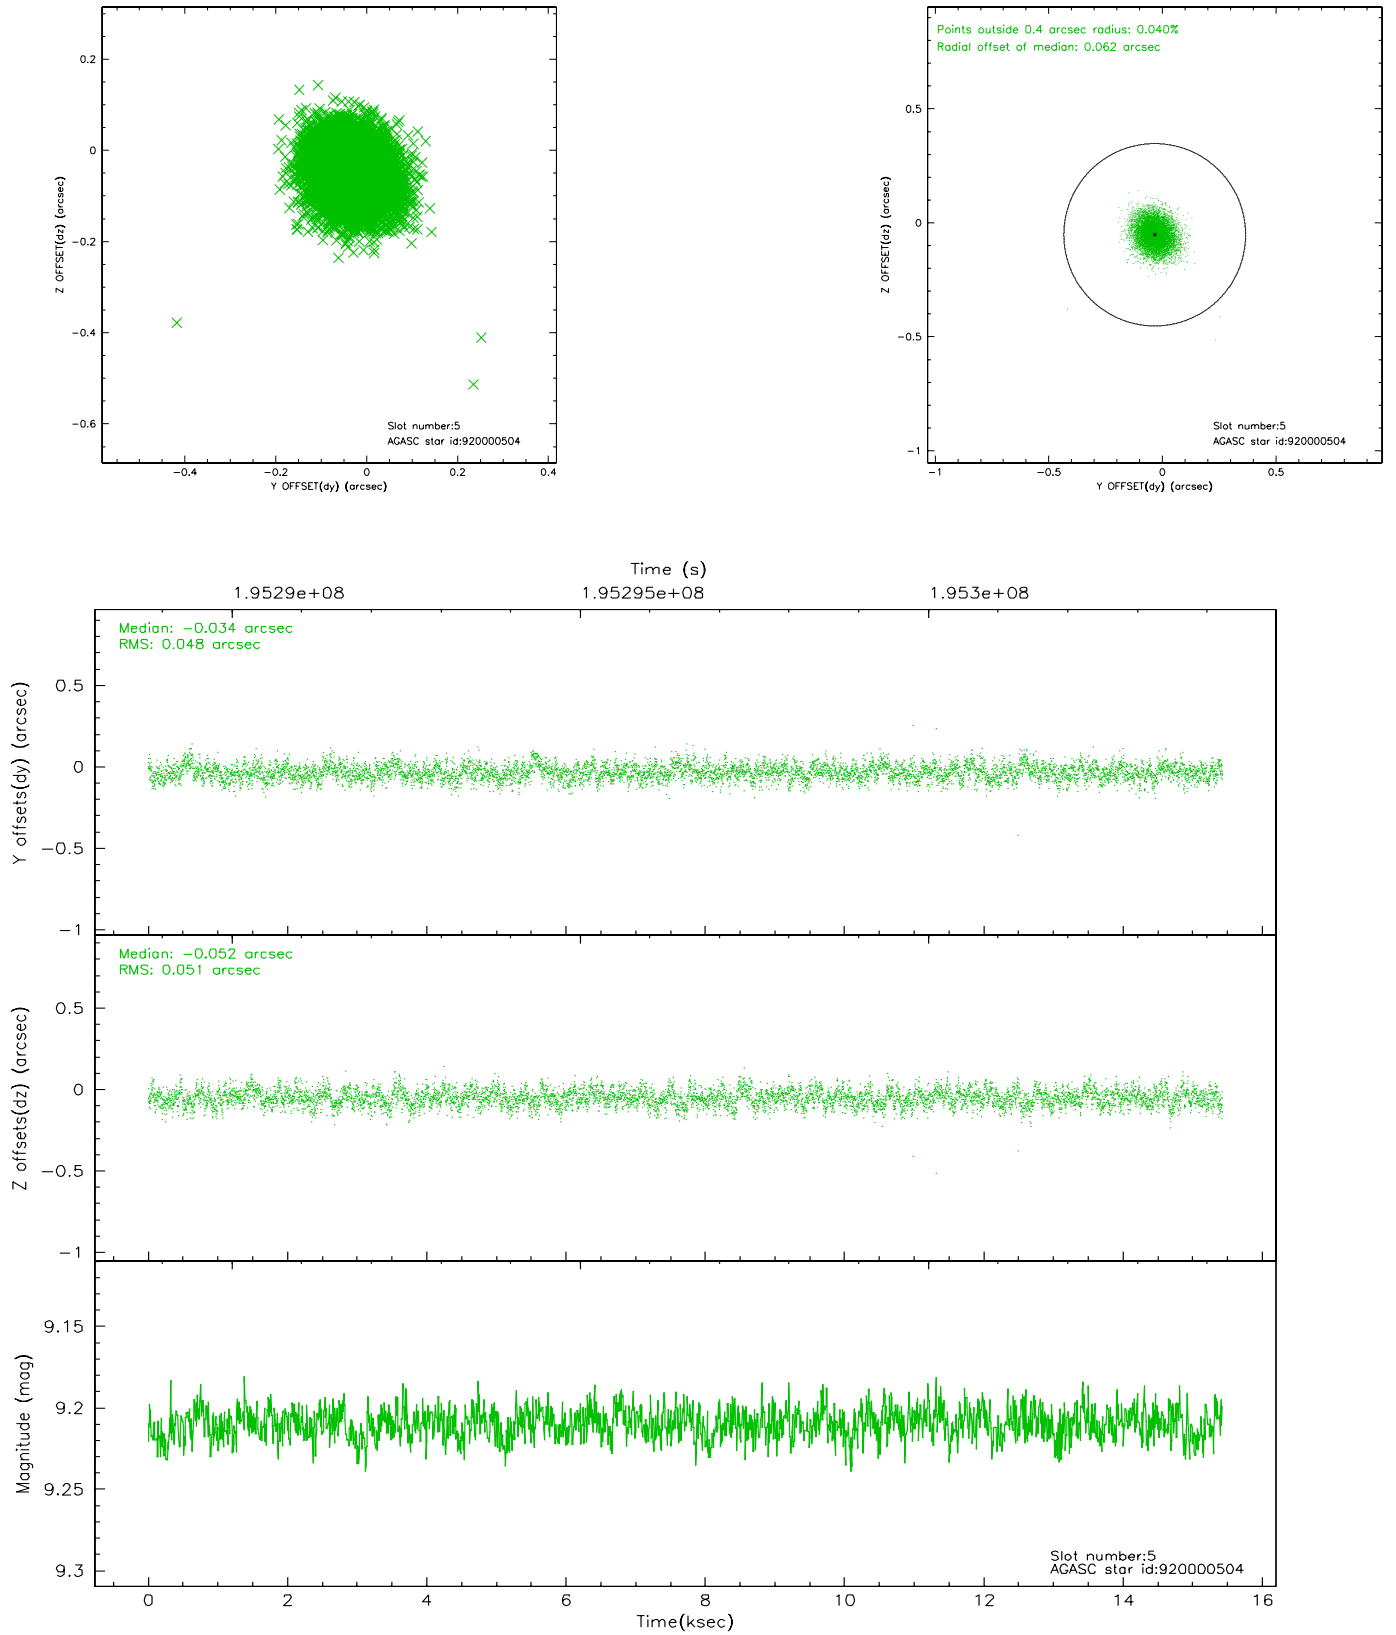 0.2
0
−0.2
−0.4
−0.6
Z OFFSET(dz) (arcsec)
Slot number:5
AGASC star id:920000504
−0.4
−0.2
0
0.2
0.4
Y OFFSET(dy) (arcsec)
Points outside 0.4 arcsec radius: 0.040%
Radial offset of median: 0.062 arcsec
0.5
0
−0.5
−1
Z OFFSET(dz) (arcsec)
Slot number:5
AGASC star id:920000504
−1
−0.5
0
0.5
Y OFFSET(dy) (arcsec)
Time (s)
1.9529e+08
1.95295e+08
1.953e+08
Median: −0.034 arcsec
RMS: 0.048 arcsec
0.5
0
−0.5
−1
Y offsets(dy) (arcsec)
Median: −0.052 arcsec
RMS: 0.051 arcsec
0.5
0
−0.5
−1
Z offsets(dz) (arcsec)
9.15
9.2
9.25
9.3
Magnitude (mag)
Slot number:5
AGASC star id:920000504
0
2
4
6
8
10
12
14
16
Time(ksec)